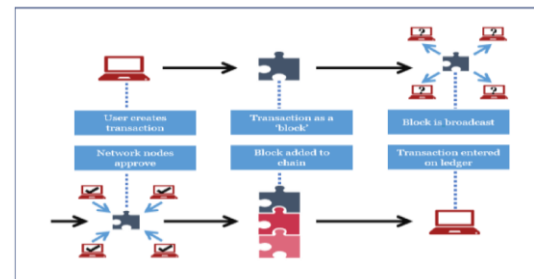 ?
?
?
?
User creates
transaction
Transaction as a
'block'
Block is broadcast
Network nodes
approve
Block added to
chain
Transaction entered
on ledger